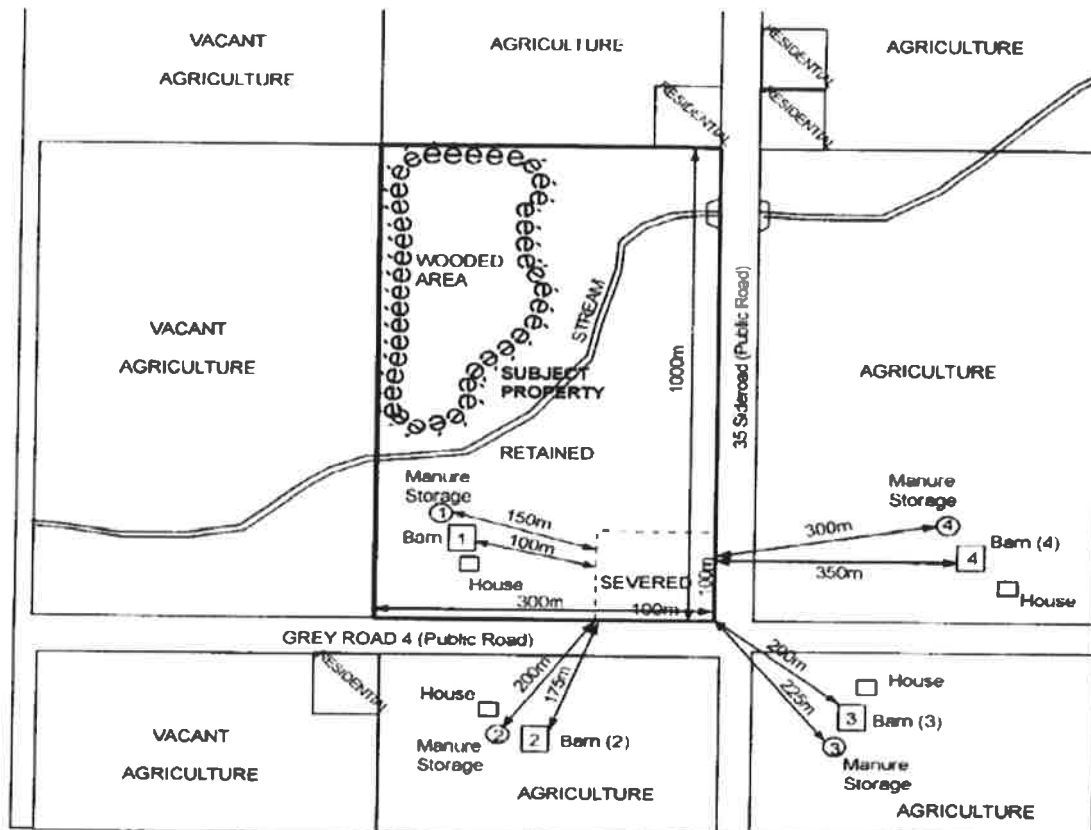 VACANT
AGRICULTURE
AGRICULTURE
RESIDENTIAL
AGRICULTURE
RESIDENTIAL
RESIDENTIAL
WOODED
AREA
STREAM
1000m
35 Sideroad (Public Road)
VACANT
AGRICULTURE
SUBJECT
PROPERTY
AGRICULTURE
RETAINED
Manure
Storage
1
150m
Barn
1
100m
House
SEVERED
100m
300m
100m
Manure
Storage
4
300m
Barn (4)
4
350m
House
GREY ROAD 4 (Public Road)
RESIDENTIAL
VACANT
AGRICULTURE
House
200m
175m
2
2
Barn (2)
Manure
Storage
AGRICULTURE
200m
225m
House
3
Barn (3)
3
Manure
Storage
AGRICULTURE